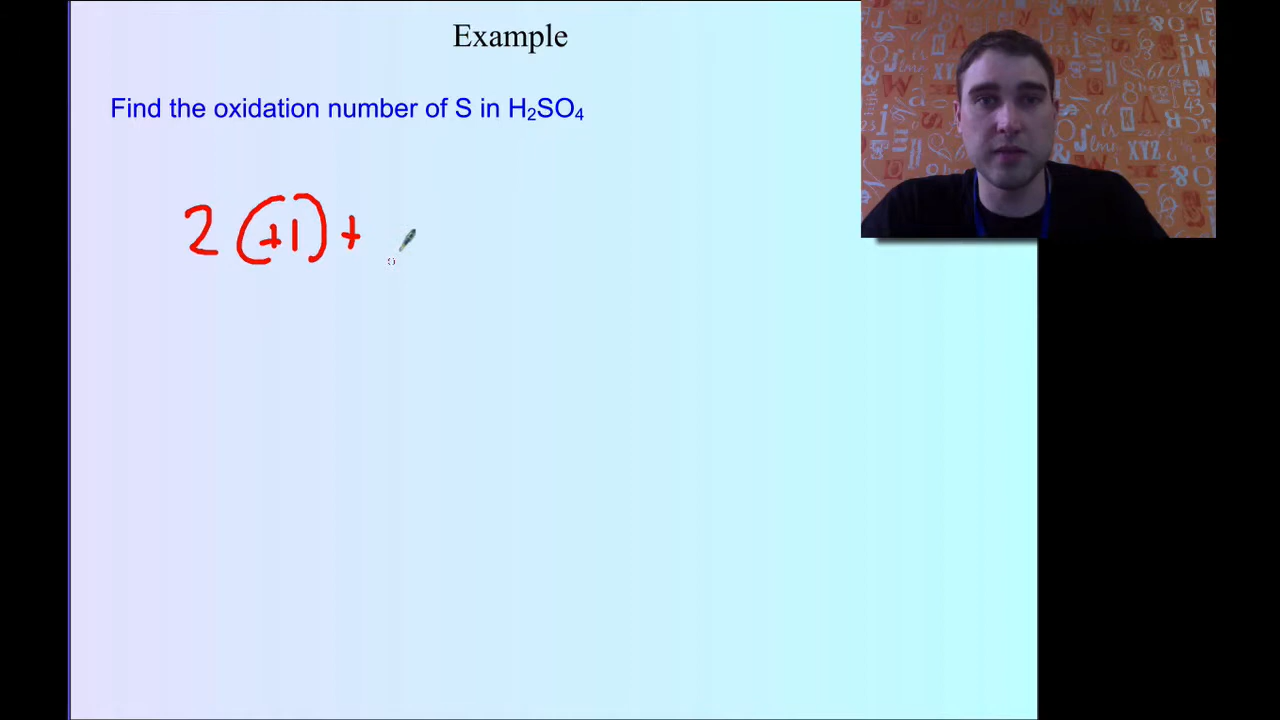 Example
Find the oxidation number of S in H₂SO₄
2 (+1) +